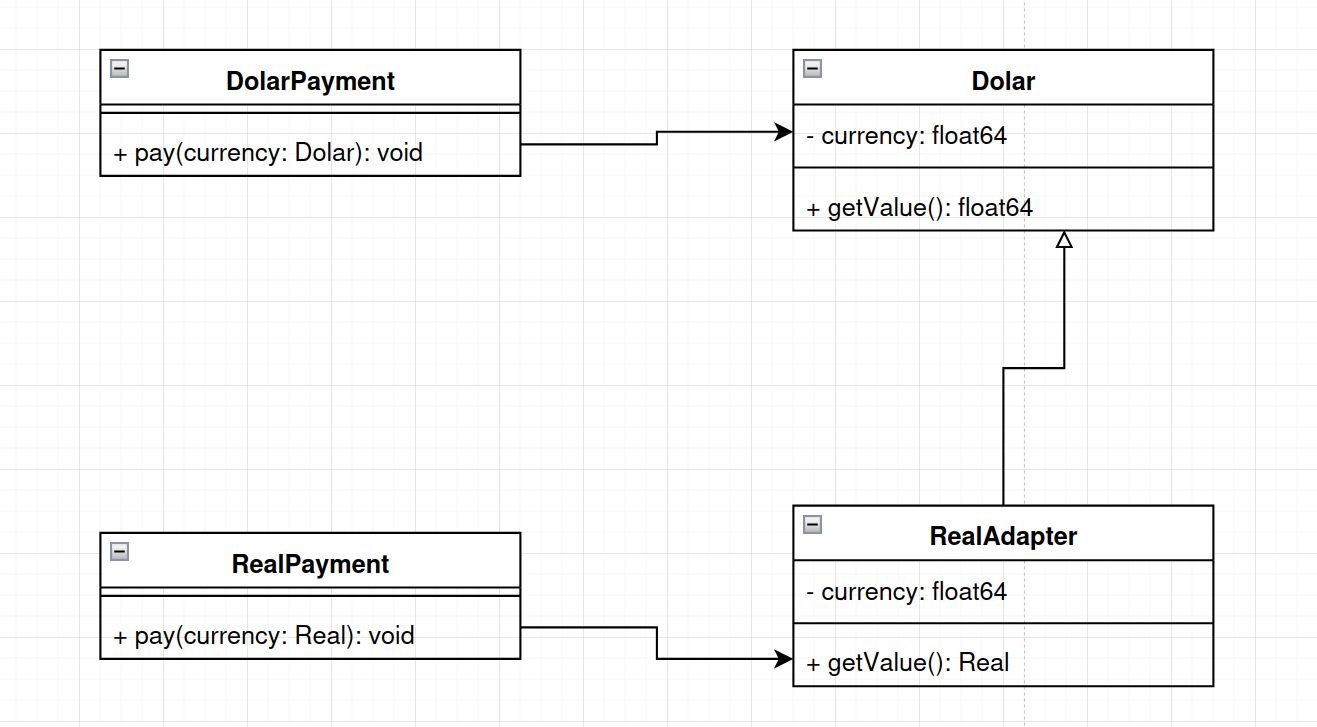 DolarPayment
+ pay(currency: Dolar): void
Dolar
- currency: float64
+ getValue(): float64
RealPayment
+ pay(currency: Real): void
RealAdapter
- currency: float64
+ getValue(): Real